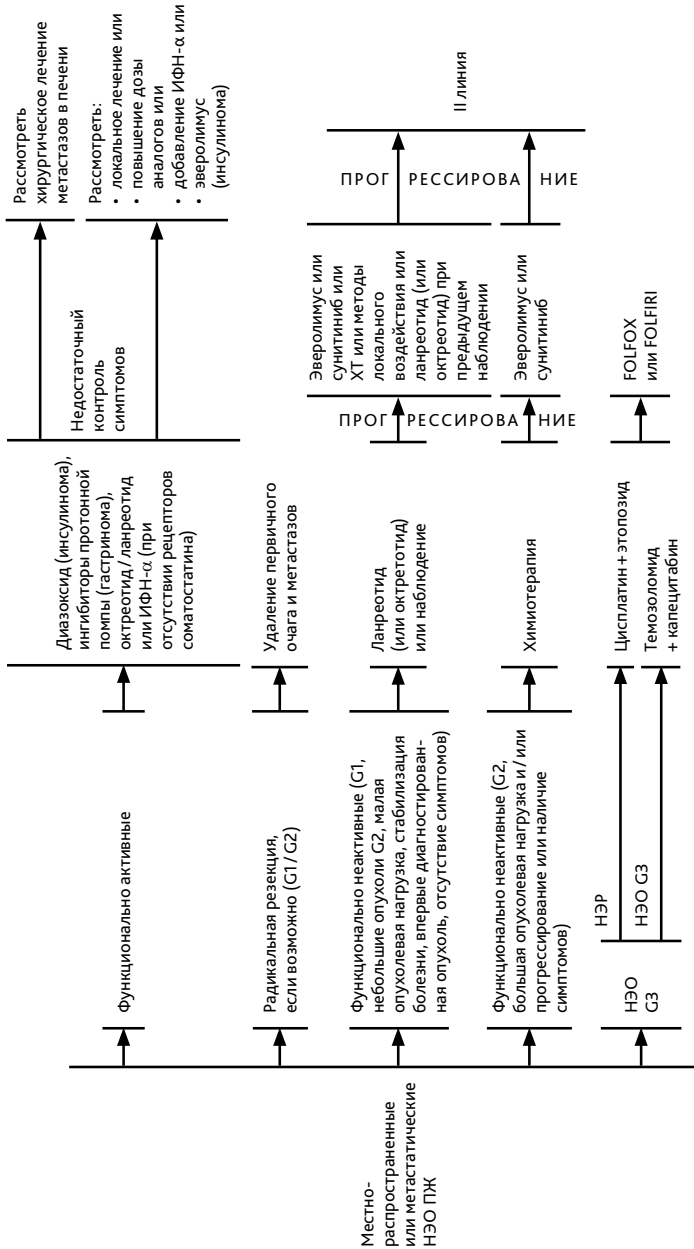 Местно-
распространенные
или метастатические
НЭО ПЖ
Функционально активные
Диазоксид (инсулинома),
ингибиторы протонной
помпы (гастринома),
октреотид / ланреотид
или ИФН-α (при
отсутствии рецепторов
соматостатина)
Недостаточный
контроль
симптомов
Рассмотреть
хирургическое лечение
метастазов в печени
Рассмотреть:
• локальное лечение или
• повышение дозы
аналогов или
• добавление ИФН-α или
• эверолимус
(инсулинома)
Радикальная резекция,
если возможно (G1 / G2)
Удаление первичного
очага и метастазов
Функционально неактивные (G1,
небольшие опухоли G2, малая
опухолевая нагрузка, стабилизация
болезни, впервые диагностирован-
ная опухоль, отсутствие симптомов)
Ланреотид
(или октретотид)
или наблюдение
ПРОГРЕССИРОВАНИЕ
Эверолимус или
сунитиниб или
ХТ или методы
локального
воздействия или
ланреотид (или
октреотид) при
предыдущем
наблюдении
ПРОГРЕССИРОВАНИЕ
II линия
Функционально неактивные (G2,
большая опухолевая нагрузка и / или
прогрессирование или наличие
симптомов)
Химиотерапия
Эверолимус или
сунитиниб
НЭО
G3
НЭР
Цисплатин + этопозид
НЭО G3
Темозоломид
+ капецитабин
FOLFOX
или FOLFIRI